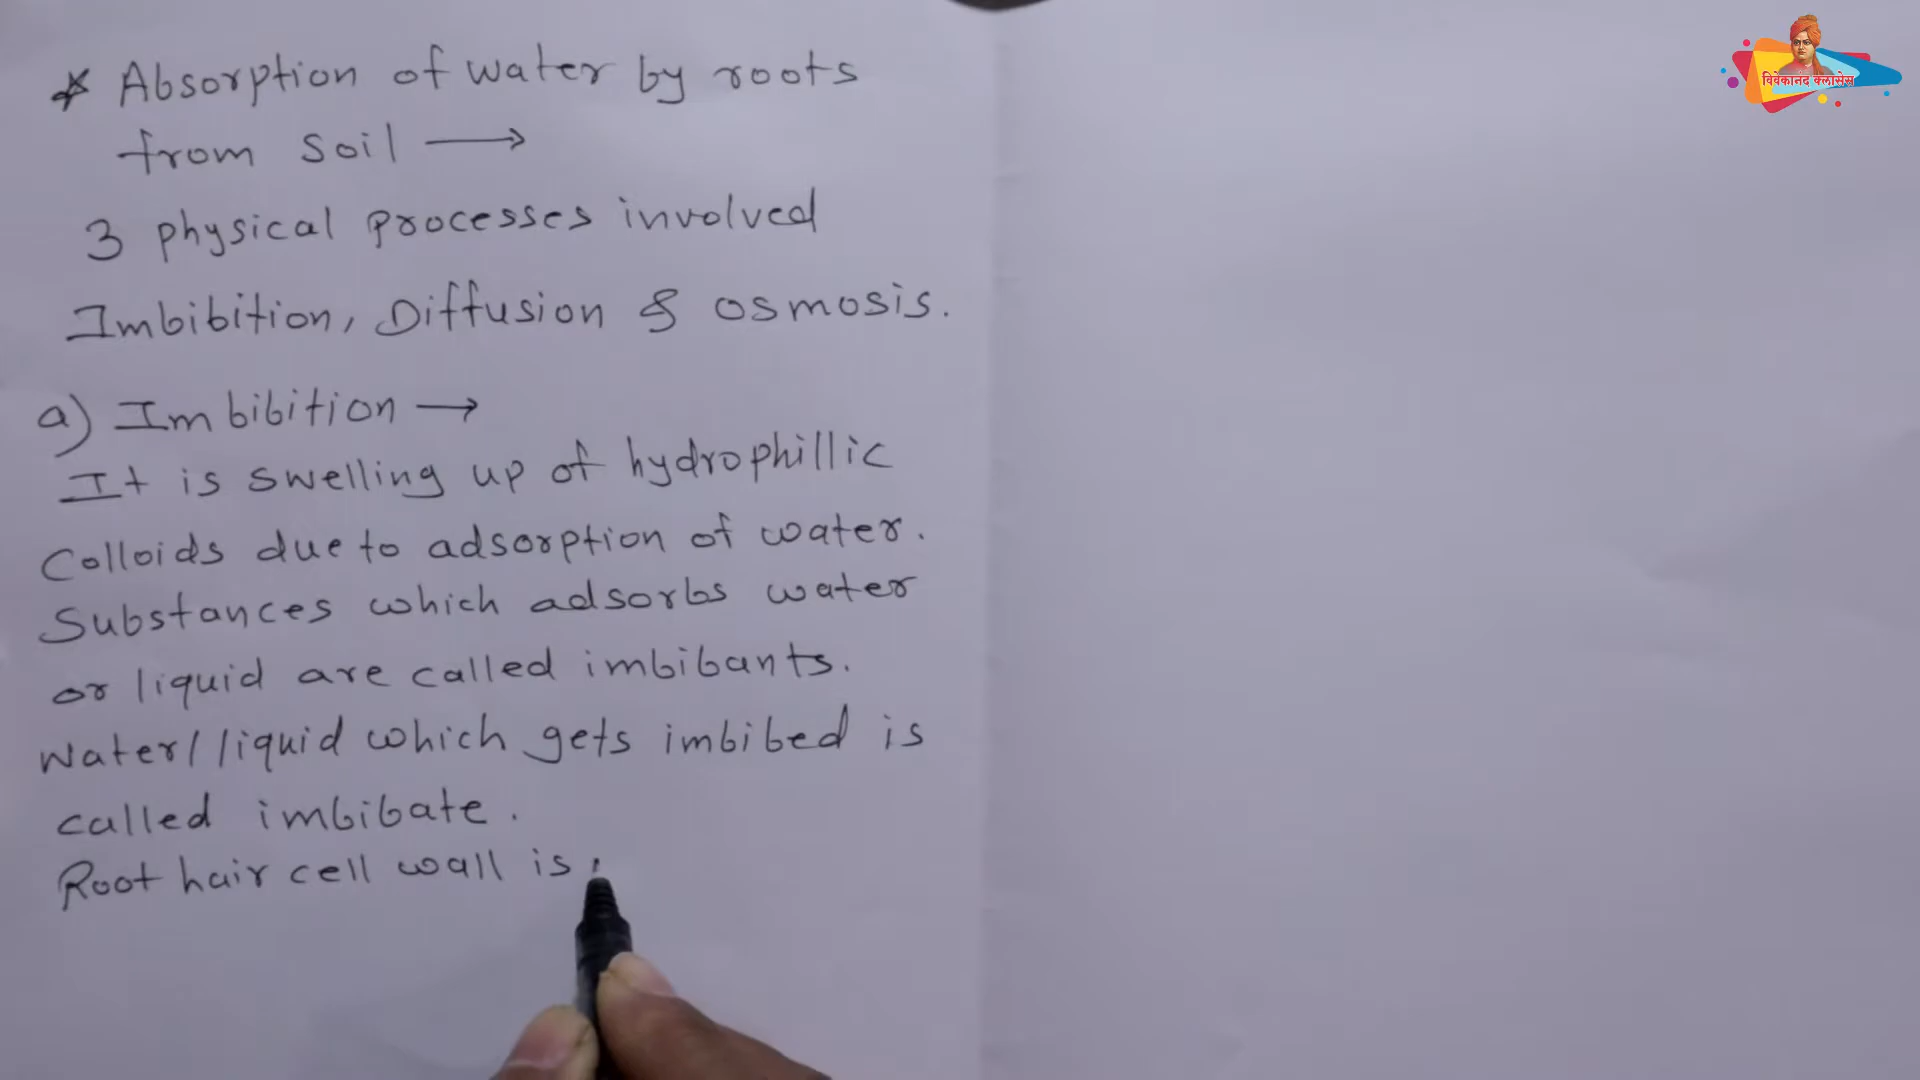 * Absorption of water by roots
from soil →
3 physical processes involved
Imbibition, Diffusion & osmosis.
a) Imbibition →
It is swelling up of hydrophillic
Colloids due to adsorption of water.
Substances which adsorbs water
or liquid are called imbibants.
Water/liquid which gets imbibed is
called imbibate.
Root hair cell wall is
विवेकानंद क्लासेस